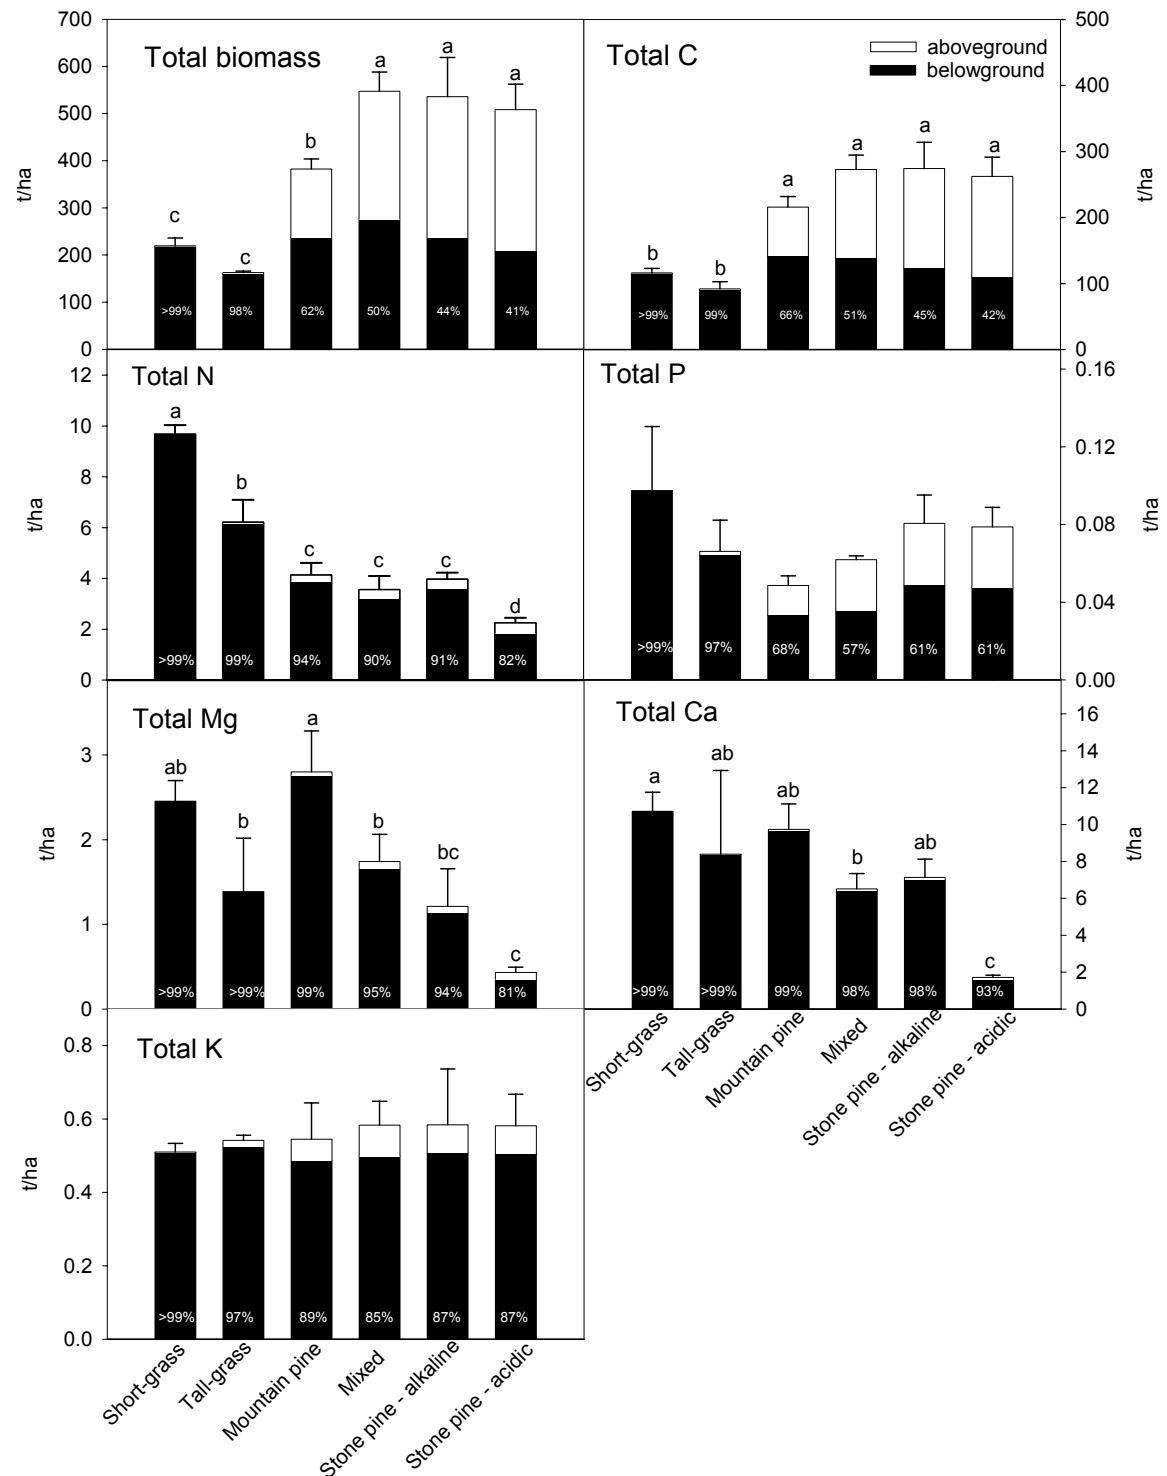 Total biomass
t/ha
700
600
500
400
300
200
100
0
c
c
b
a
a
a
>99%
98%
62%
50%
44%
41%
Total C
aboveground
belowground
t/ha
500
400
300
200
100
0
b
b
a
a
a
a
>99%
99%
66%
51%
45%
42%
Total N
t/ha
12
10
8
6
4
2
0
a
b
c
c
c
d
>99%
99%
94%
90%
91%
82%
Total P
t/ha
0.16
0.12
0.08
0.04
0.00
>99%
97%
68%
57%
61%
61%
Total Mg
t/ha
3
2
1
0
ab
b
a
b
bc
c
>99%
>99%
99%
95%
94%
81%
Total Ca
t/ha
16
14
12
10
8
6
4
2
0
a
ab
ab
b
ab
c
>99%
>99%
99%
98%
98%
93%
Short-grass
Tall-grass
Mountain pine
Mixed
Stone pine - alkaline
Stone pine - acidic
Total K
t/ha
0.8
0.6
0.4
0.2
0.0
>99%
97%
89%
85%
87%
87%
Short-grass
Tall-grass
Mountain pine
Mixed
Stone pine - alkaline
Stone pine - acidic